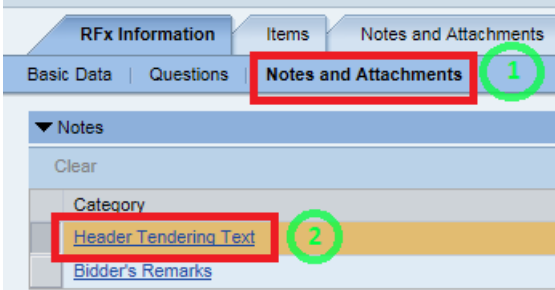 RFx Information Items Notes and Attachments
Basic Data | Questions | Notes and Attachments 1
Notes
Clear
Category
Header Tendering Text 2
Bidder's Remarks